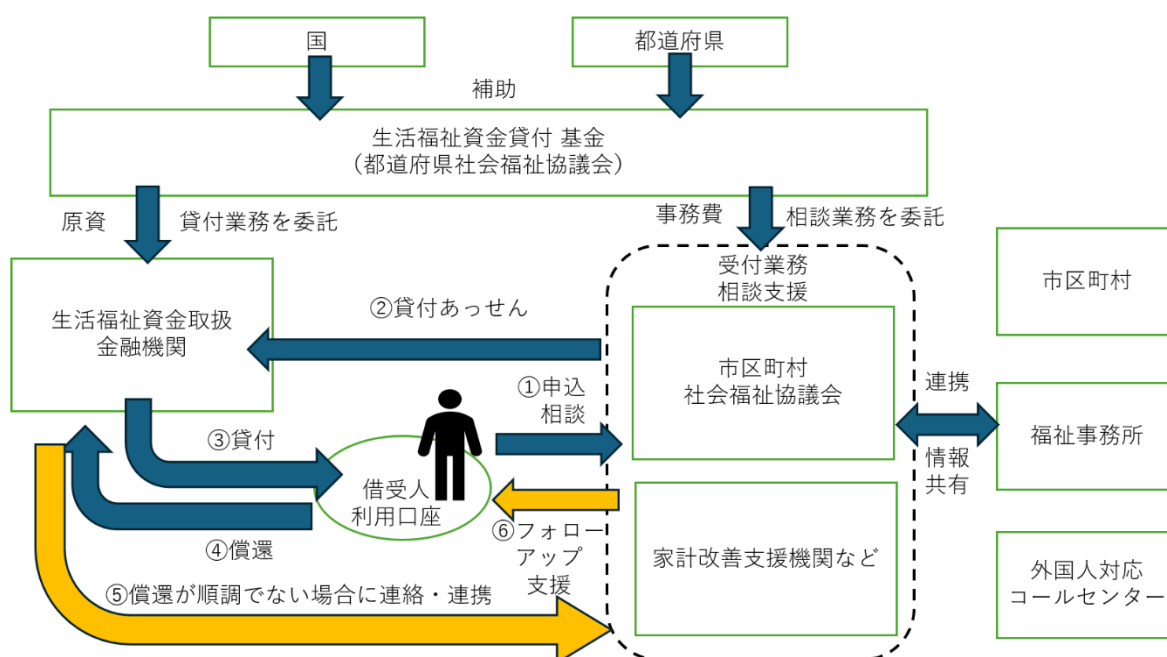 国
都道府県
補助
生活福祉資金貸付 基金
（都道府県社会福祉協議会）
原資
貸付業務を委託
事務費
相談業務を委託
受付業務
相談支援
市区町村
生活福祉資金取扱
金融機関
②貸付あっせん
市区町村
社会福祉協議会
①申込
相談
連携
福祉事務所
情報
共有
③貸付
借受人
利用口座
④償還
⑥フォロー
アップ
支援
家計改善支援機関など
外国人対応
コールセンター
⑤償還が順調でない場合に連絡・連携